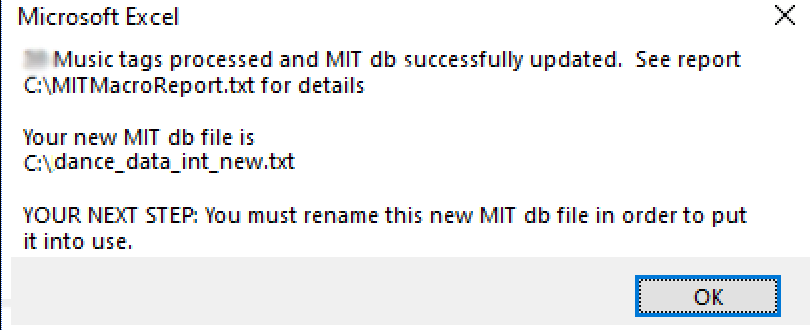 Microsoft Excel
Music tags processed and MIT db successfully updated.  See report
C:\MITMacroReport.txt for details
Your new MIT db file is
C:\dance_data_int_new.txt
YOUR NEXT STEP: You must rename this new MIT db file in order to put
it into use.
OK